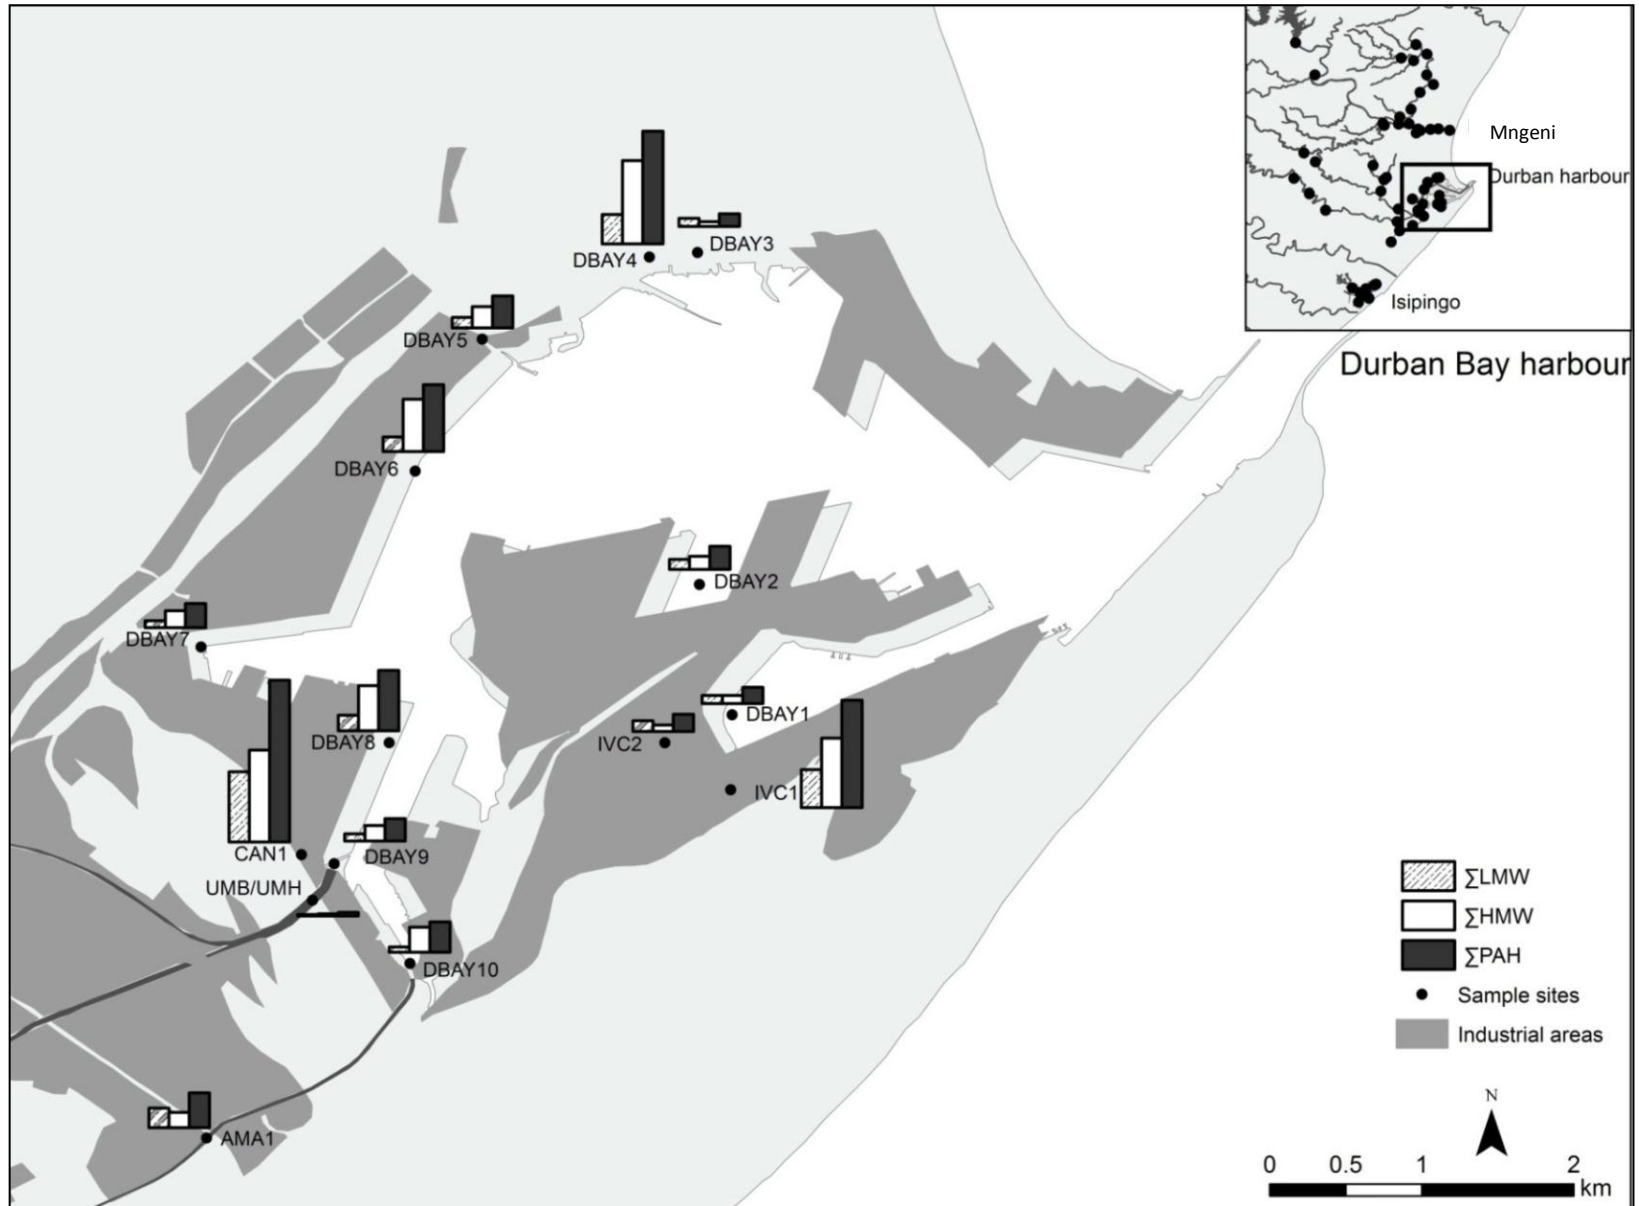 Mngeni
Durban harbour
Isipingo
Durban Bay harbour
DBAY3
DBAY4
DBAY5
DBAY6
DBAY2
DBAY7
DBAY1
DBAY8
IVC2
IVC1
CAN1
DBAY9
UMB/UMH
DBAY10
AMA1
∑LMW
∑HMW
∑PAH
Sample sites
Industrial areas
N
0 0.5 1 2
km